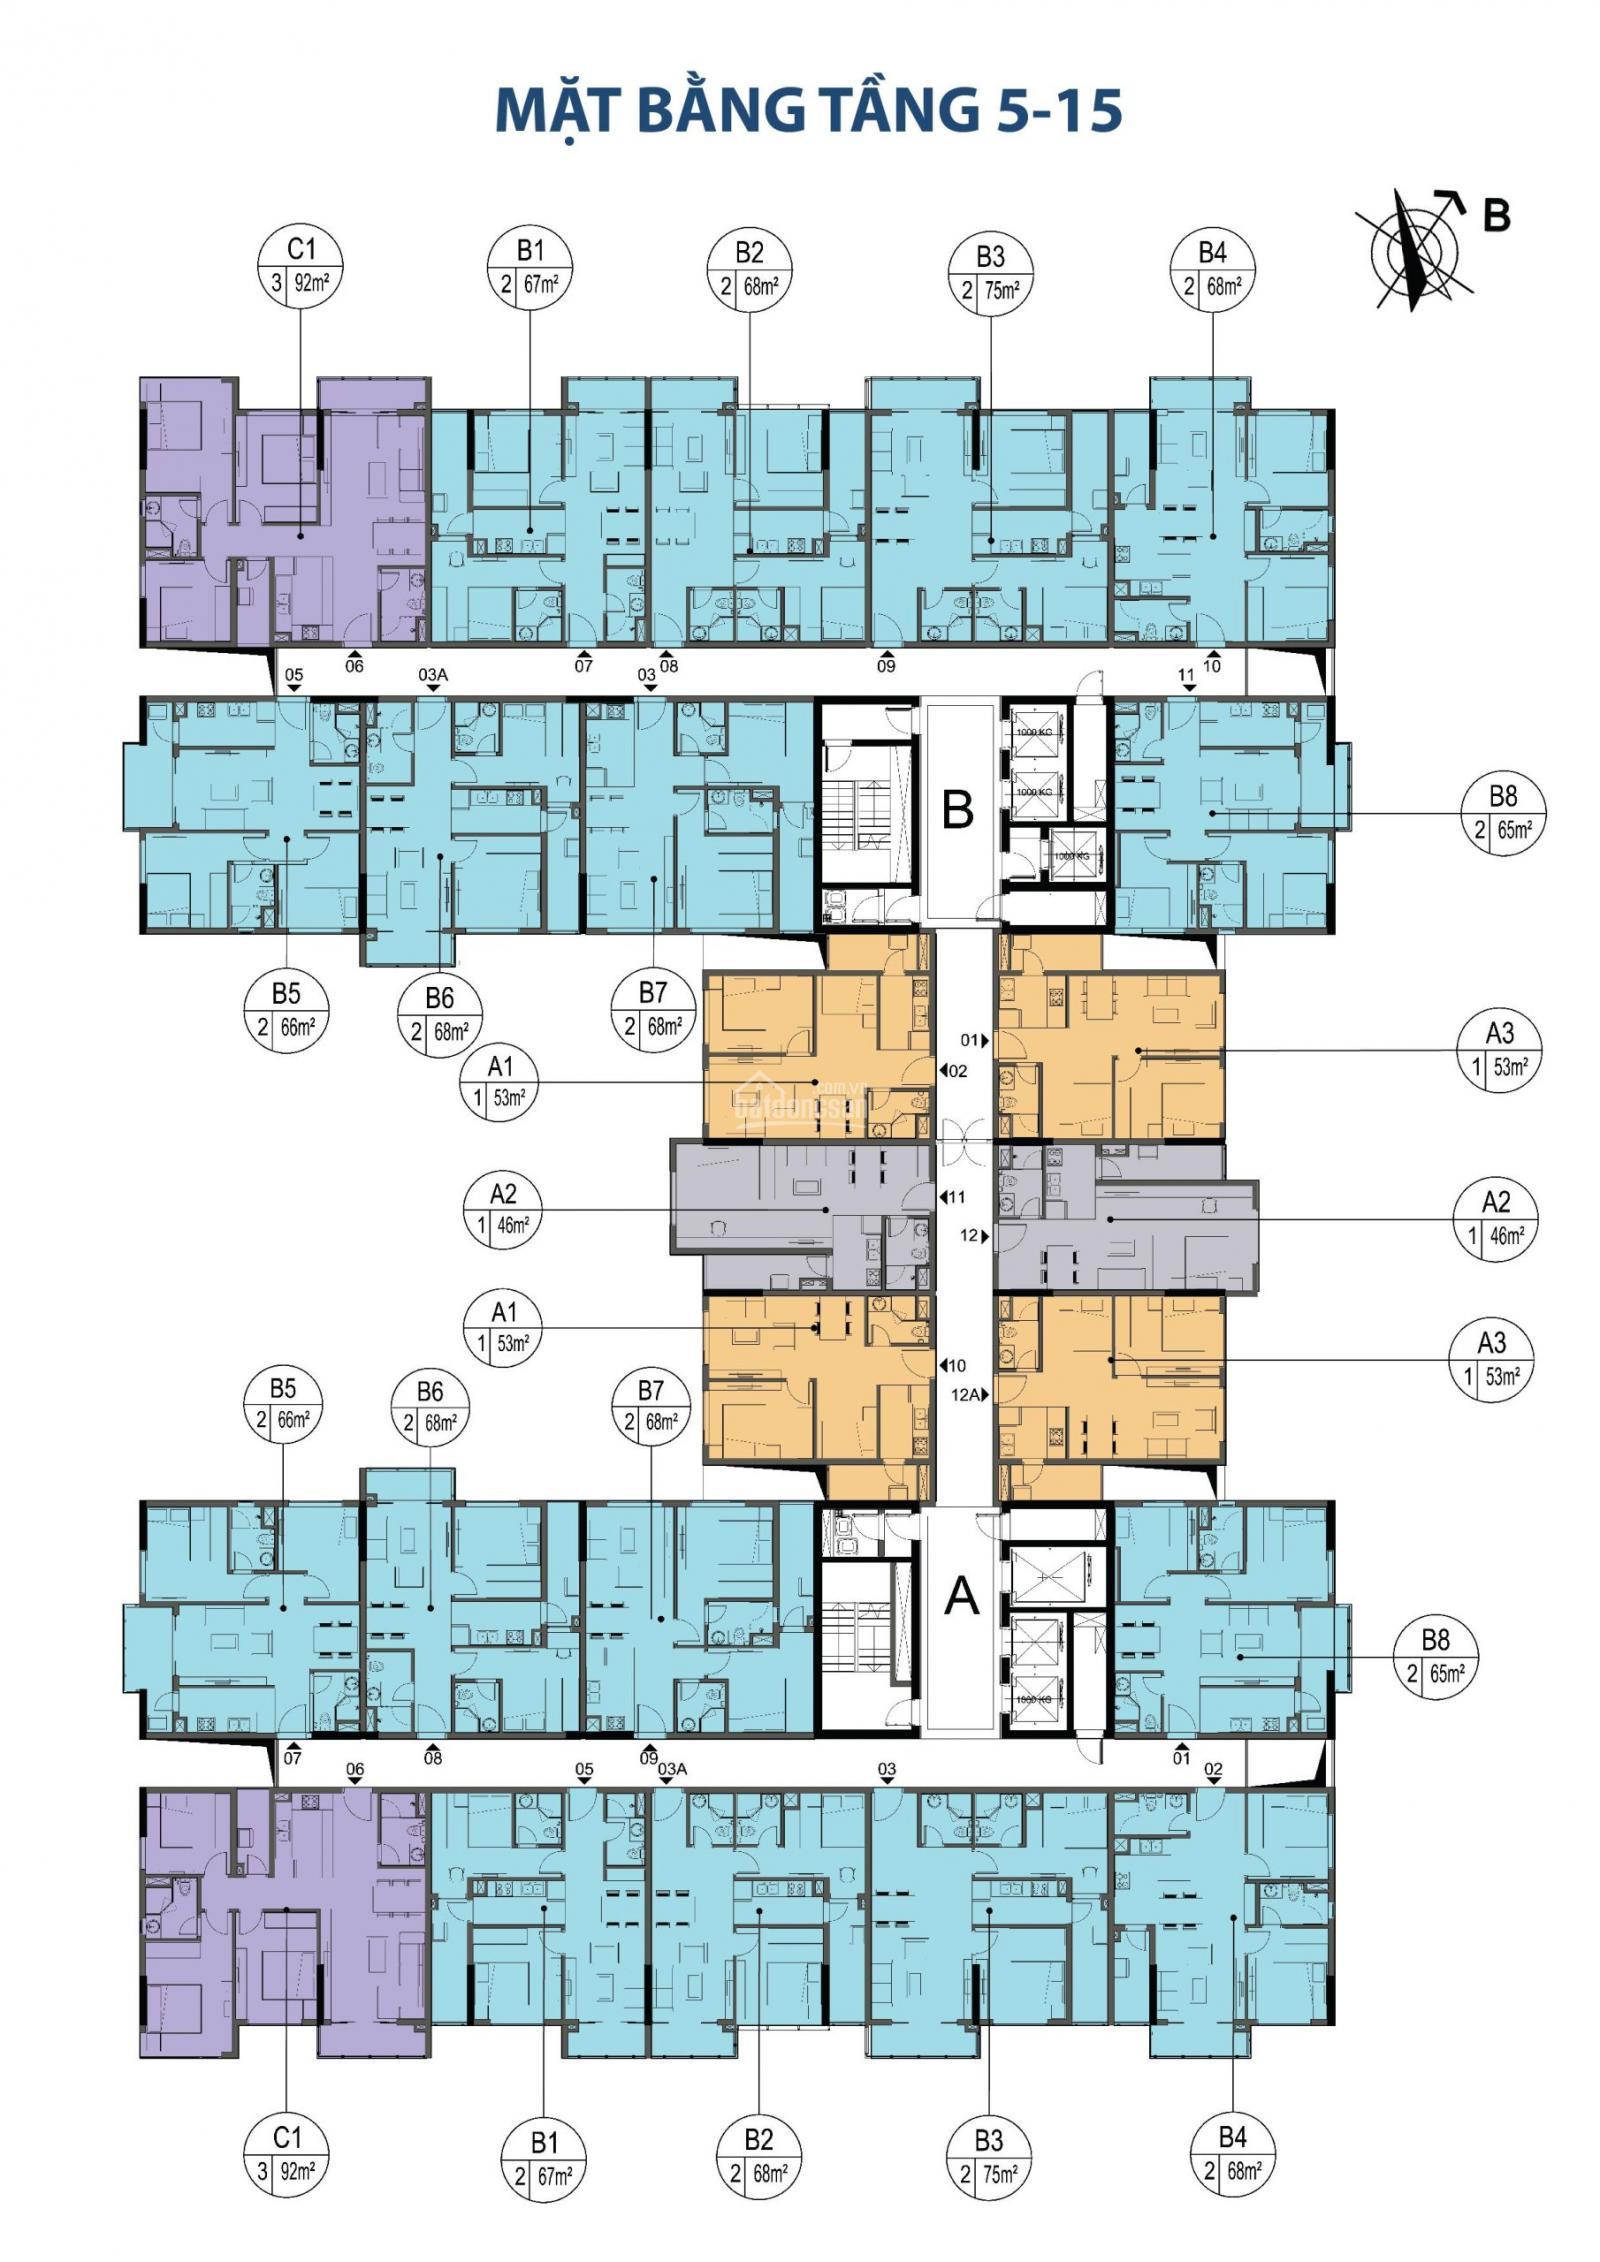 MẶT BẰNG TẦNG 5-15
B
C1
3 92m²
B1
2 67m²
B2
2 68m²
B3
2 75m²
B4
2 68m²
06
07
08
09
10
05
03A
03
11
1000 KG
1000 KG
1000 KG
B
B8
2 65m²
B5
2 66m²
B6
2 68m²
B7
2 68m²
01
02
A1
1 53m²
A3
1 53m²
batdongsan
.com.vn
A2
1 46m²
11
12
A2
1 46m²
A1
1 53m²
10
12A
A3
1 53m²
B5
2 66m²
B6
2 68m²
B7
2 68m²
A
1000 KG
B8
2 65m²
07
08
09
01
06
05
03A
03
02
C1
3 92m²
B1
2 67m²
B2
2 68m²
B3
2 75m²
B4
2 68m²